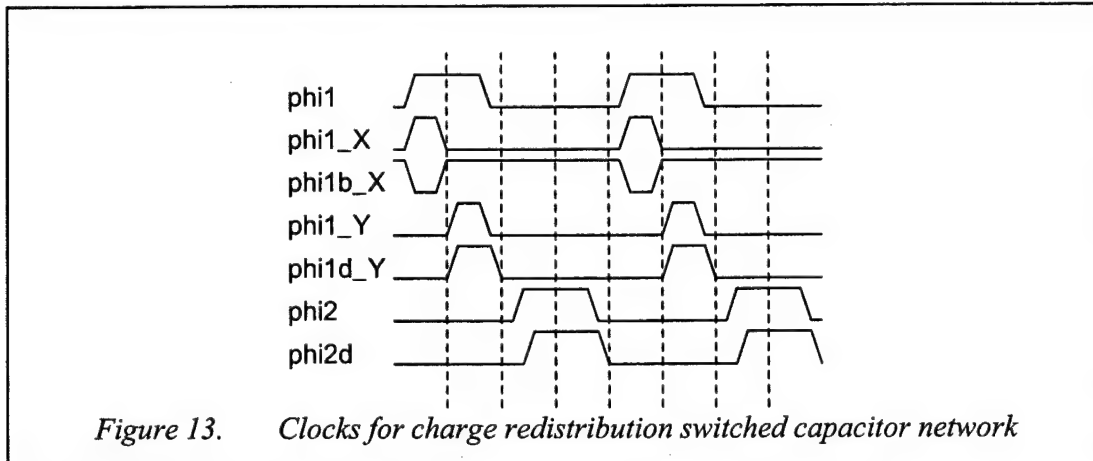 phi1
phi1_X
phi1b_X
phi1_Y
phi1d_Y
phi2
phi2d
Figure 13. Clocks for charge redistribution switched capacitor network